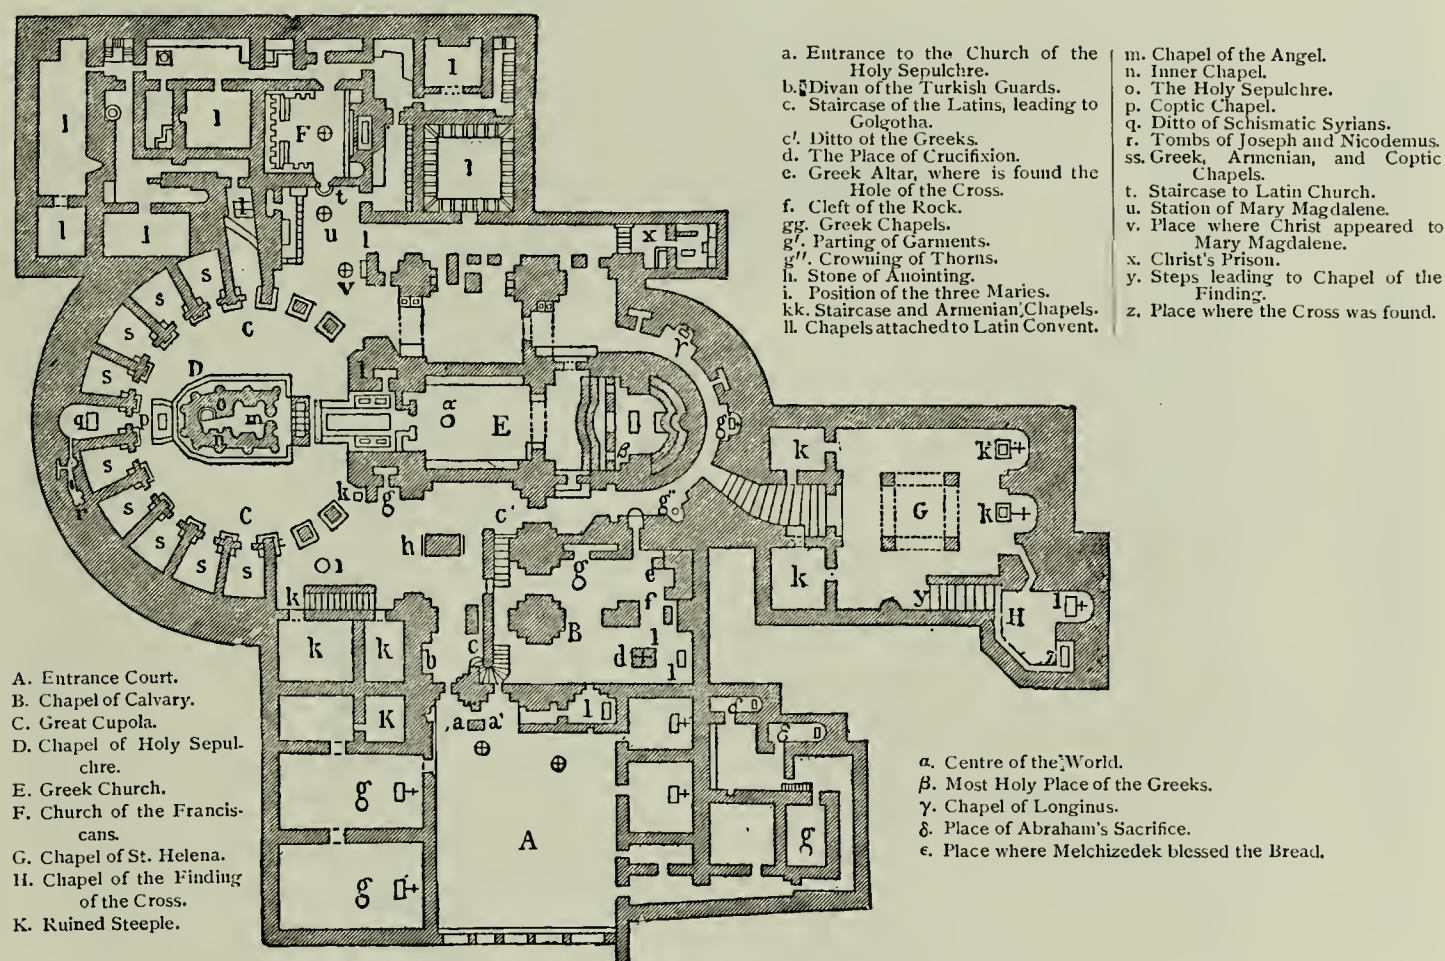 a. Entrance to the Church of the
Holy Sepulchre.
b. Divan of the Turkish Guards.
c. Staircase of the Latins, leading to
Golgotha.
c'. Ditto of the Greeks.
d. The Place of Crucifixion.
e. Greek Altar, where is found the
Hole of the Cross.
f. Cleft of the Rock.
gg. Greek Chapels.
g'. Parting of Garments.
g''. Crowning of Thorns.
h. Stone of Anointing.
i. Position of the three Maries.
kk. Staircase and Armenian Chapels.
ll. Chapels attached to Latin Convent.
m. Chapel of the Angel.
n. Inner Chapel.
o. The Holy Sepulchre.
p. Coptic Chapel.
q. Ditto of Schismatic Syrians.
r. Tombs of Joseph and Nicodemus.
ss. Greek, Armenian, and Coptic
Chapels.
t. Staircase to Latin Church.
u. Station of Mary Magdalene.
v. Place where Christ appeared to
Mary Magdalene.
x. Christ's Prison.
y. Steps leading to Chapel of the
Finding.
z. Place where the Cross was found.
l
l
l
F
l
l
l
t
u
l
x
v
s
s
s
s
C
D
l
γ
q
p
o
m
n
α
E
β
g
k
k
G
k
k
g
g''
s
s
s
s
s
r
C
c'
h
i
g
e
k
f
B
l
d
l
k
y
H
l
z
k
k
b
c
K
a
a'
l
δ
g
g
A
g
A. Entrance Court.
B. Chapel of Calvary.
C. Great Cupola.
D. Chapel of Holy Sepul-
chre.
E. Greek Church.
F. Church of the Francis-
cans.
G. Chapel of St. Helena.
H. Chapel of the Finding
of the Cross.
K. Ruined Steeple.
α. Centre of the World.
β. Most Holy Place of the Greeks.
γ. Chapel of Longinus.
δ. Place of Abraham's Sacrifice.
ϵ. Place where Melchizedek blessed the Bread.